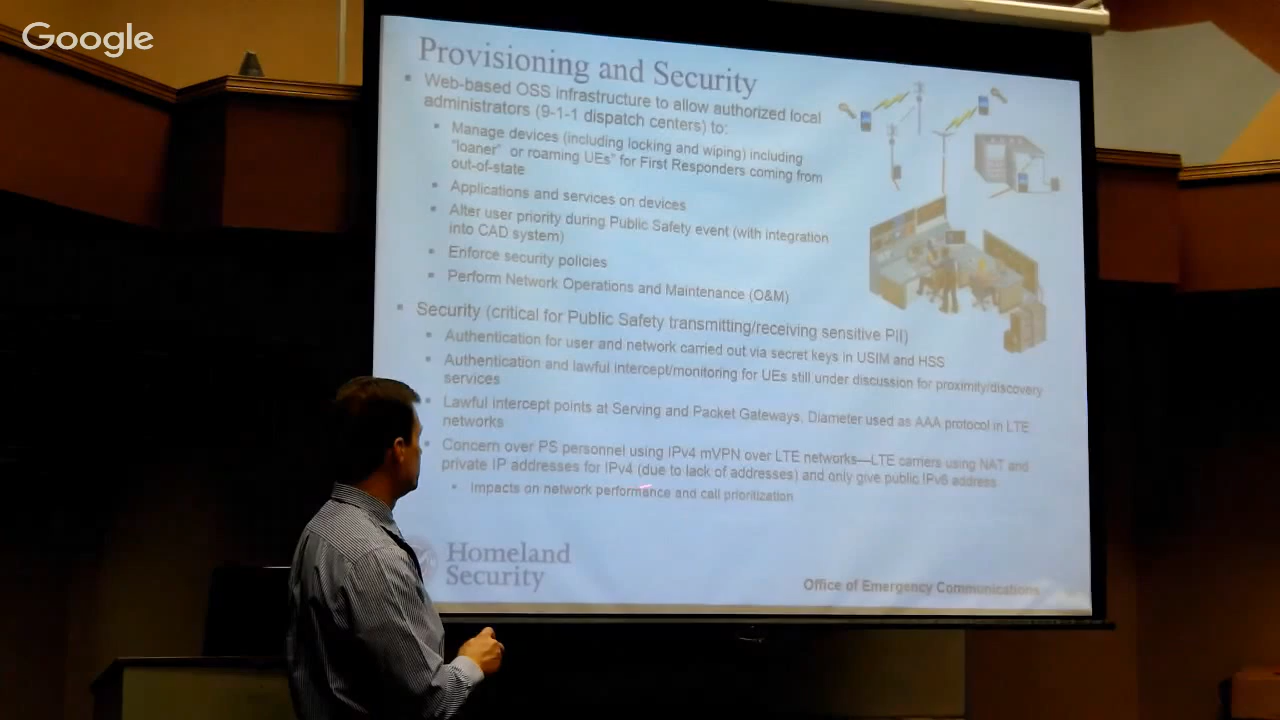 Google
Provisioning and Security
Web-based OSS infrastructure to allow authorized local
administrators (9-1-1 dispatch centers) to:
Manage devices (including locking and wiping) including
"loaner" or roaming UEs" for First Responders coming from
out-of-state
Applications and services on devices
Alter user priority during Public Safety event (with integration
into CAD system)
Enforce security policies
Perform Network Operations and Maintenance (O&M)
Security (critical for Public Safety transmitting/receiving sensitive PII)
Authentication for user and network carried out via secret keys in USIM and HSS
Authentication and lawful intercept/monitoring for UEs still under discussion for proximity/discovery
services
Lawful intercept points at Serving and Packet Gateways, Diameter used as AAA protocol in LTE
networks
Concern over PS personnel using IPv4 mVPN over LTE networks—LTE carriers using NAT and
private IP addresses for IPv4 (due to lack of addresses) and only give public IPv6 address
Impacts on network performance and call prioritization
Homeland
Security
Office of Emergency Communications